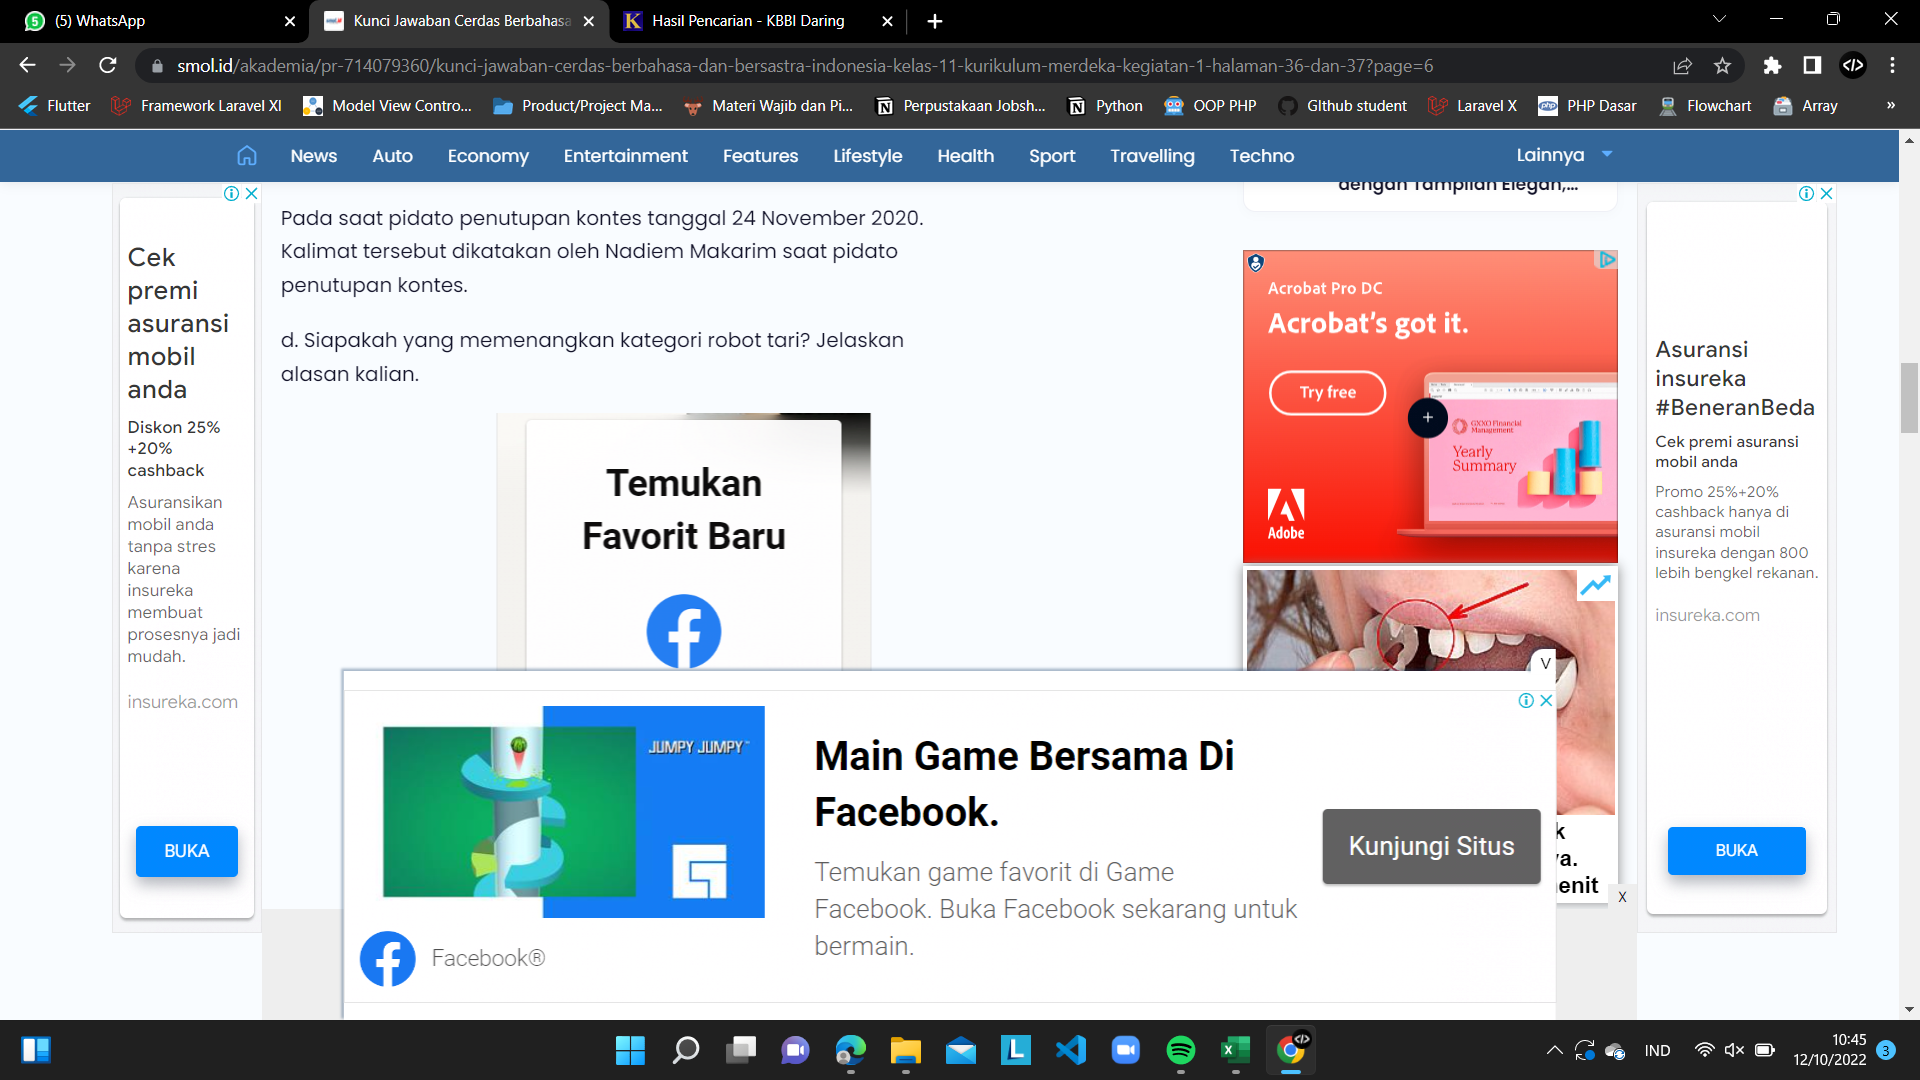 (5) WhatsApp
Kunci Jawaban Cerdas Berbahasa
Hasil Pencarian - KBBI Daring
smol.id/akademia/pr-714079360/kunci-jawaban-cerdas-berbahasa-dan-bersastra-indonesia-kelas-11-kurikulum-merdeka-kegiatan-1-halaman-36-dan-37?page=6
Flutter
Framework Laravel XI
Model View Contro...
Product/Project Ma...
Materi Wajib dan Pi...
Perpustakaan Jobsh...
Python
OOP PHP
GIthub student
Laravel X
PHP Dasar
Flowchart
Array
»
News
Auto
Economy
Entertainment
Features
Lifestyle
Health
Sport
Travelling
Techno
Lainnya
Cek
premi
asuransi
mobil
anda
Diskon 25%
+20%
cashback
Asuransikan
mobil anda
tanpa stres
karena
insureka
membuat
prosesnya jadi
mudah.
insureka.com
BUKA
Pada saat pidato penutupan kontes tanggal 24 November 2020.
Kalimat tersebut dikatakan oleh Nadiem Makarim saat pidato
penutupan kontes.
d. Siapakah yang memenangkan kategori robot tari? Jelaskan
alasan kalian.
Temukan
Favorit Baru
dengan Tampilan Elegan,...
Acrobat Pro DC
Acrobat's got it.
Try free
GXXO Financial
Management
Yearly
Summary
Adobe
Asuransi
insureka
#BeneranBeda
Cek premi asuransi
mobil anda
Promo 25%+20%
cashback hanya di
asuransi mobil
insureka dengan 800
lebih bengkel rekanan.
insureka.com
BUKA
V
JUMPY JUMPY™
Main Game Bersama Di
Facebook.
Temukan game favorit di Game
Facebook. Buka Facebook sekarang untuk
bermain.
Facebook®
Kunjungi Situs
k
a.
enit
X
IND
10:45
12/10/2022
3